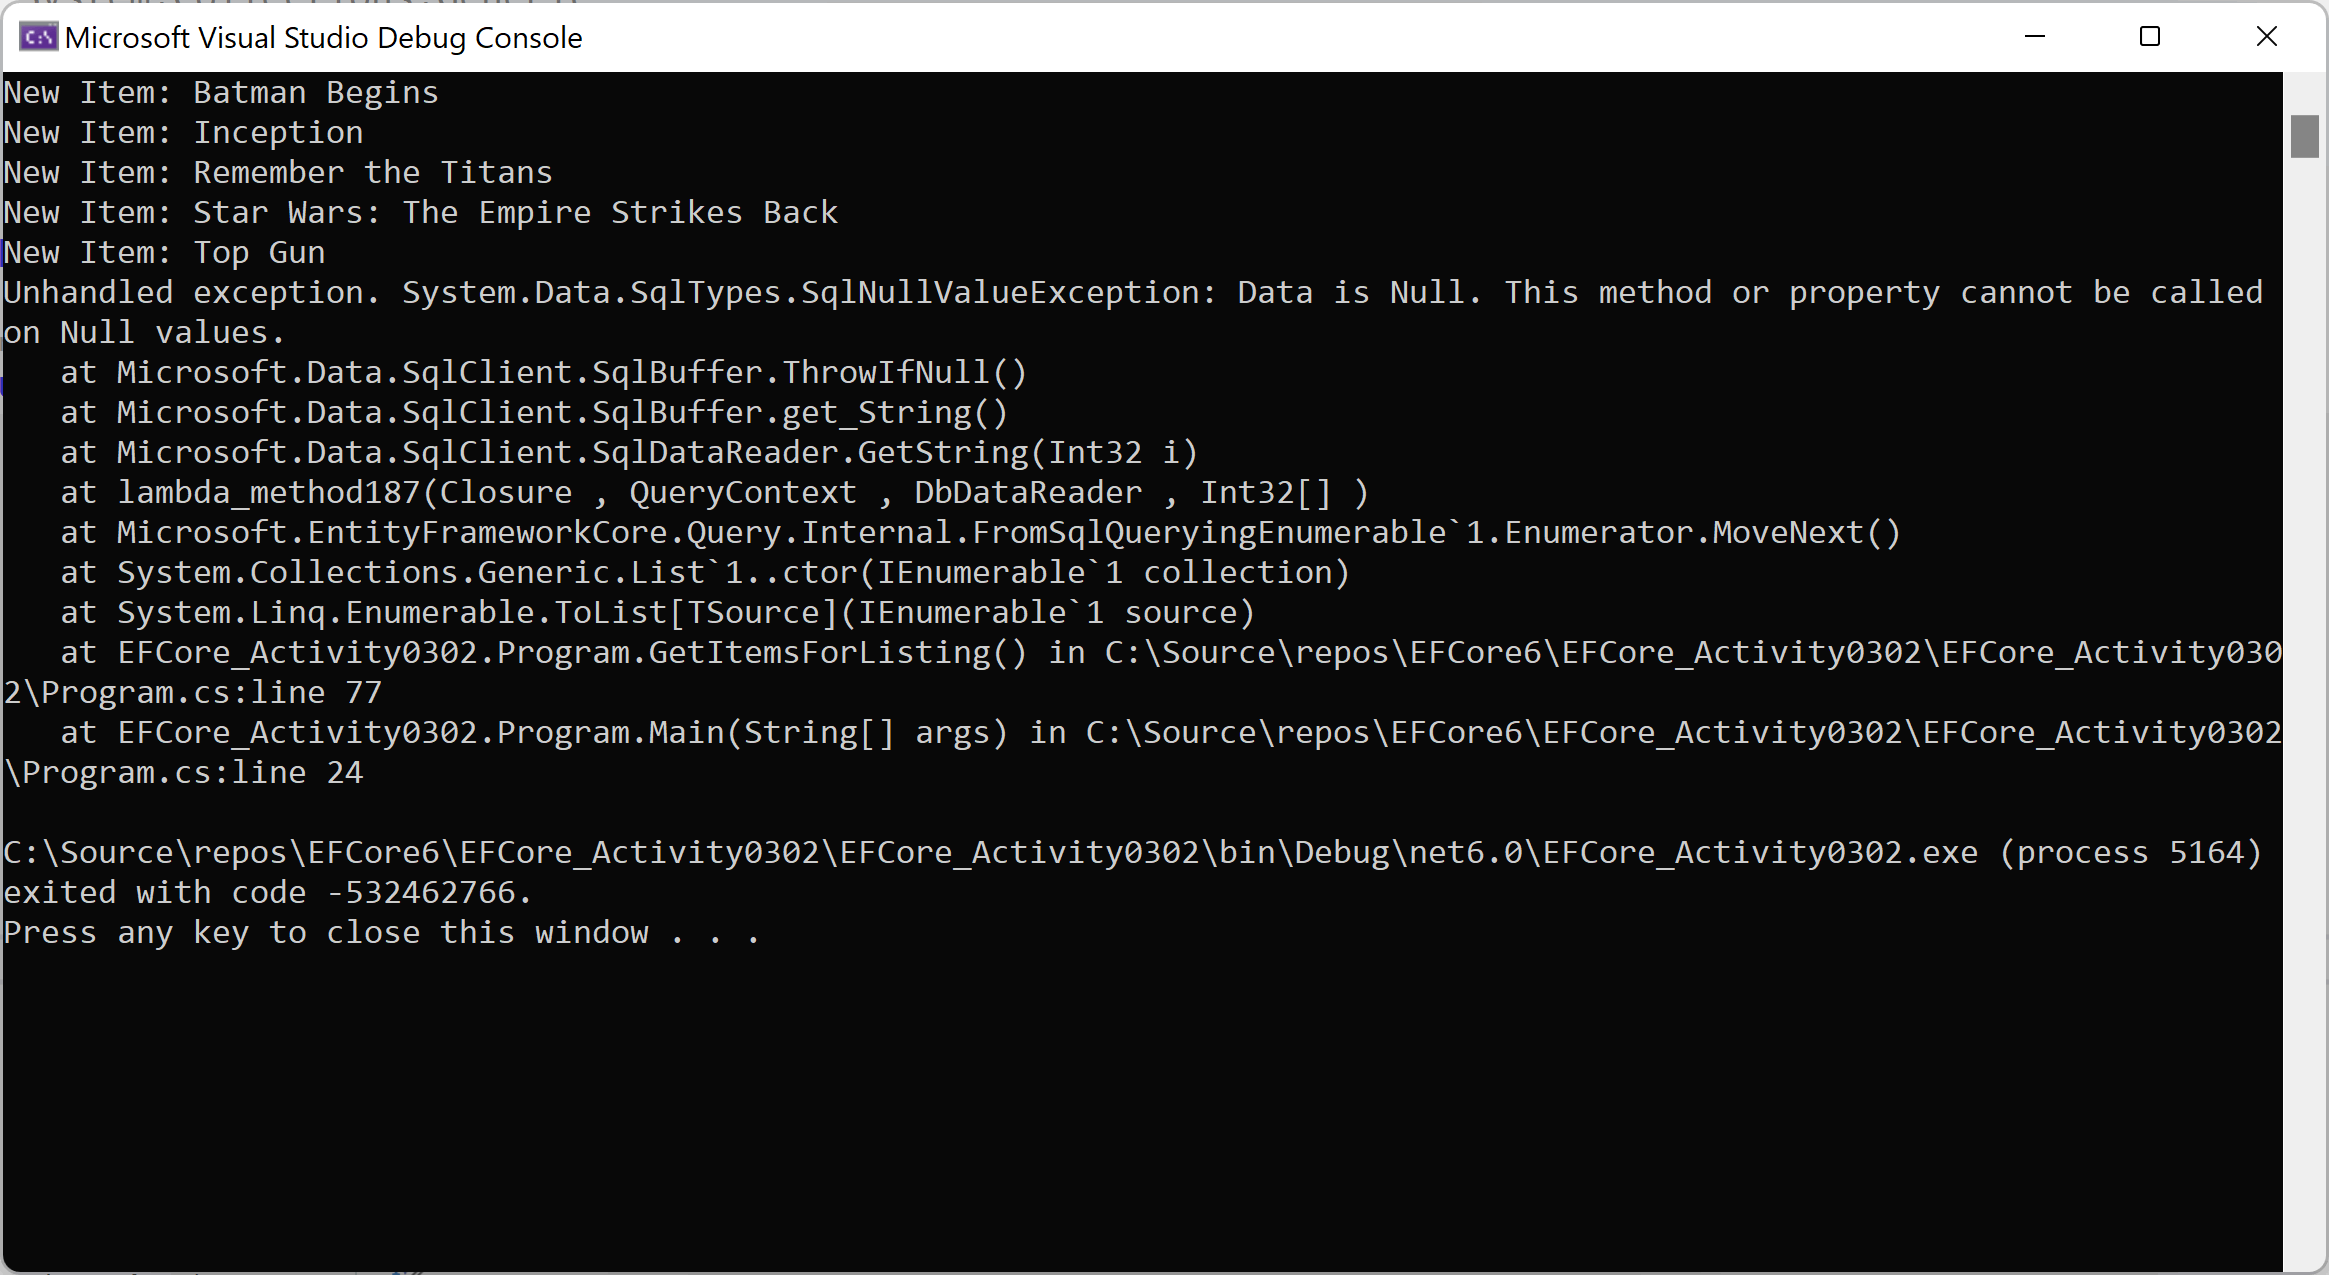 Microsoft Visual Studio Debug Console
New Item: Batman Begins
New Item: Inception
New Item: Remember the Titans
New Item: Star Wars: The Empire Strikes Back
New Item: Top Gun
Unhandled exception. System.Data.SqlTypes.SqlNullValueException: Data is Null. This method or property cannot be called
on Null values.
   at Microsoft.Data.SqlClient.SqlBuffer.ThrowIfNull()
   at Microsoft.Data.SqlClient.SqlBuffer.get_String()
   at Microsoft.Data.SqlClient.SqlDataReader.GetString(Int32 i)
   at lambda_method187(Closure , QueryContext , DbDataReader , Int32[] )
   at Microsoft.EntityFrameworkCore.Query.Internal.FromSqlQueryingEnumerable`1.Enumerator.MoveNext()
   at System.Collections.Generic.List`1..ctor(IEnumerable`1 collection)
   at System.Linq.Enumerable.ToList[TSource](IEnumerable`1 source)
   at EFCore_Activity0302.Program.GetItemsForListing() in C:\Source\repos\EFCore6\EFCore_Activity0302\EFCore_Activity030
2\Program.cs:line 77
   at EFCore_Activity0302.Program.Main(String[] args) in C:\Source\repos\EFCore6\EFCore_Activity0302\EFCore_Activity0302
\Program.cs:line 24
C:\Source\repos\EFCore6\EFCore_Activity0302\EFCore_Activity0302\bin\Debug\net6.0\EFCore_Activity0302.exe (process 5164)
exited with code -532462766.
Press any key to close this window . . .